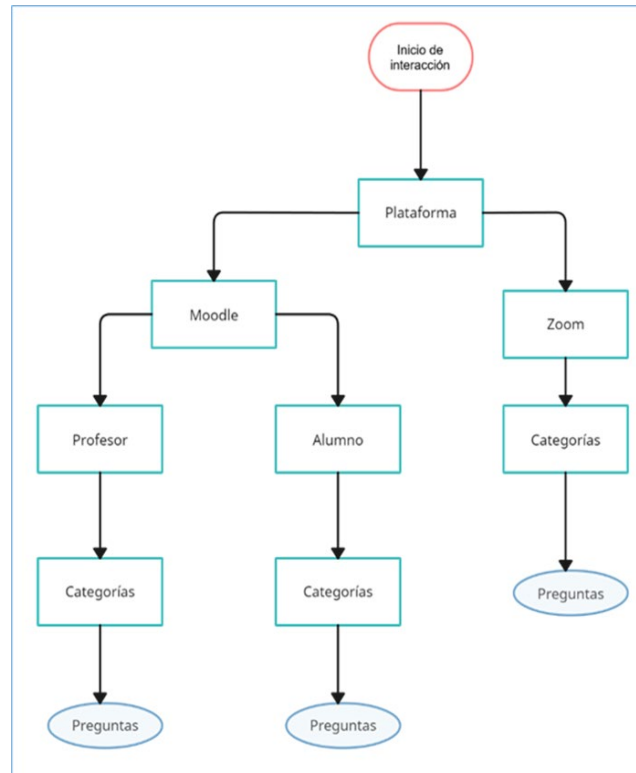 Inicio de
interacción
Plataforma
Moodle
Zoom
Profesor
Alumno
Categorías
Categorías
Categorías
Preguntas
Preguntas
Preguntas